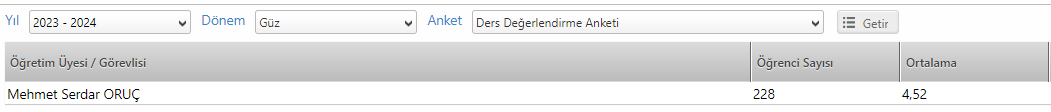 Yıl 2023 - 2024 Dönem Güz Anket Ders Değerlendirme Anketi Getir
Öğretim Üyesi / Görevlisi Öğrenci Sayısı Ortalama
Mehmet Serdar ORUÇ 228 4,52